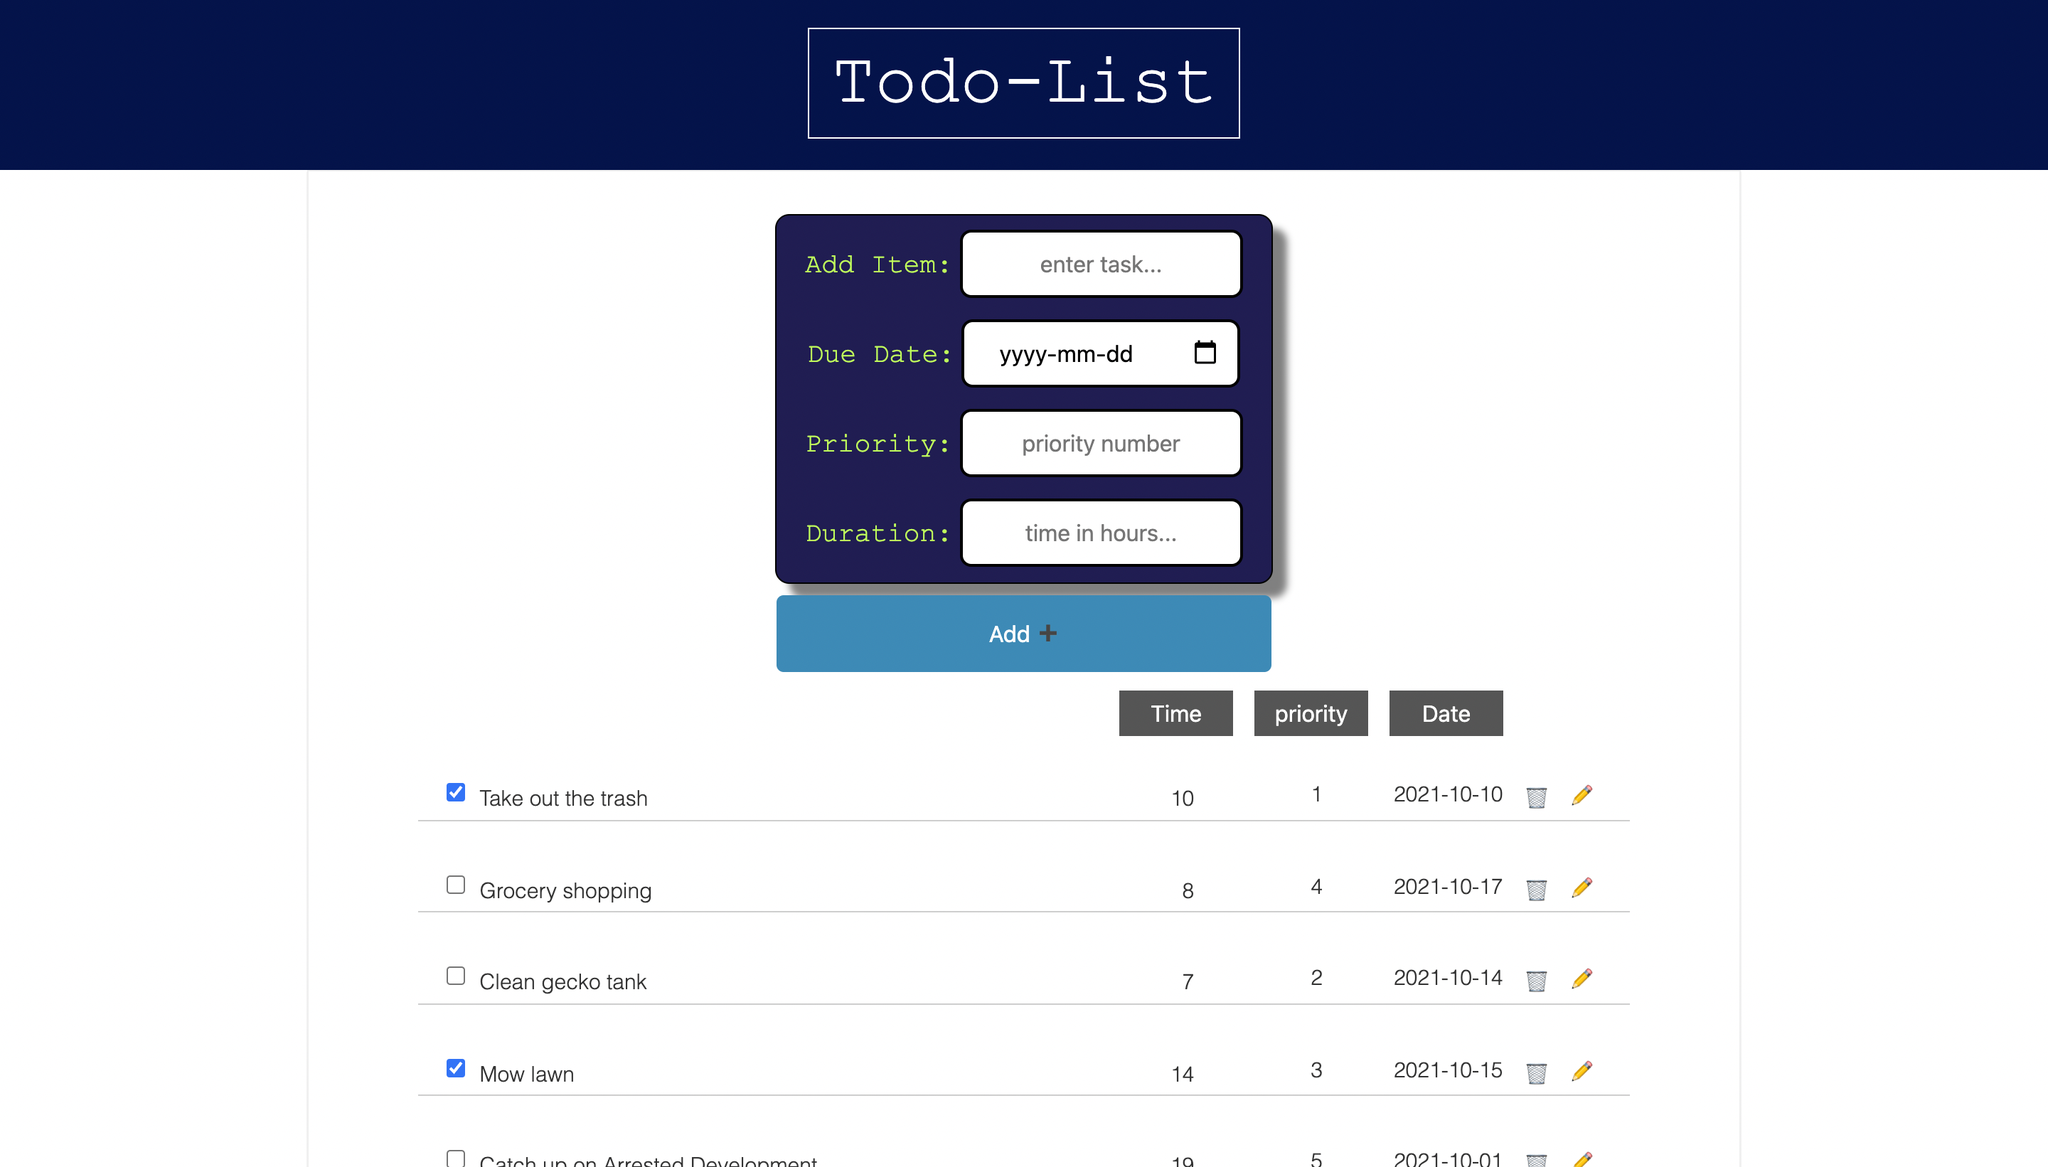 Todo-List
Add Item: enter task...
Due Date: yyyy-mm-dd
Priority: priority number
Duration: time in hours...
Add ➕
Time priority Date
Take out the trash 10 1 2021-10-10
Grocery shopping 8 4 2021-10-17
Clean gecko tank 7 2 2021-10-14
Mow lawn 14 3 2021-10-15
Catch up on Arrested Development 19 5 2021-10-01